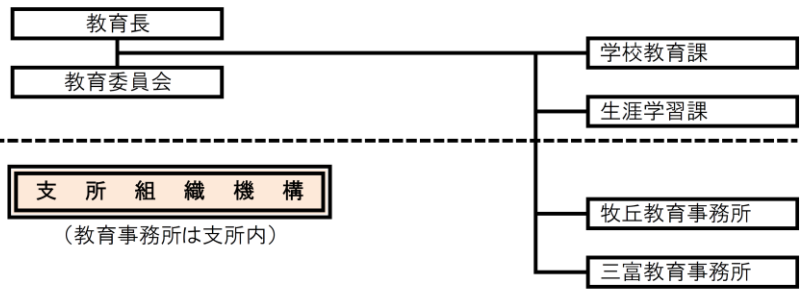 教育長
教育委員会
学校教育課
生涯学習課
支所組織機構
（教育事務所は支所内）
牧丘教育事務所
三富教育事務所